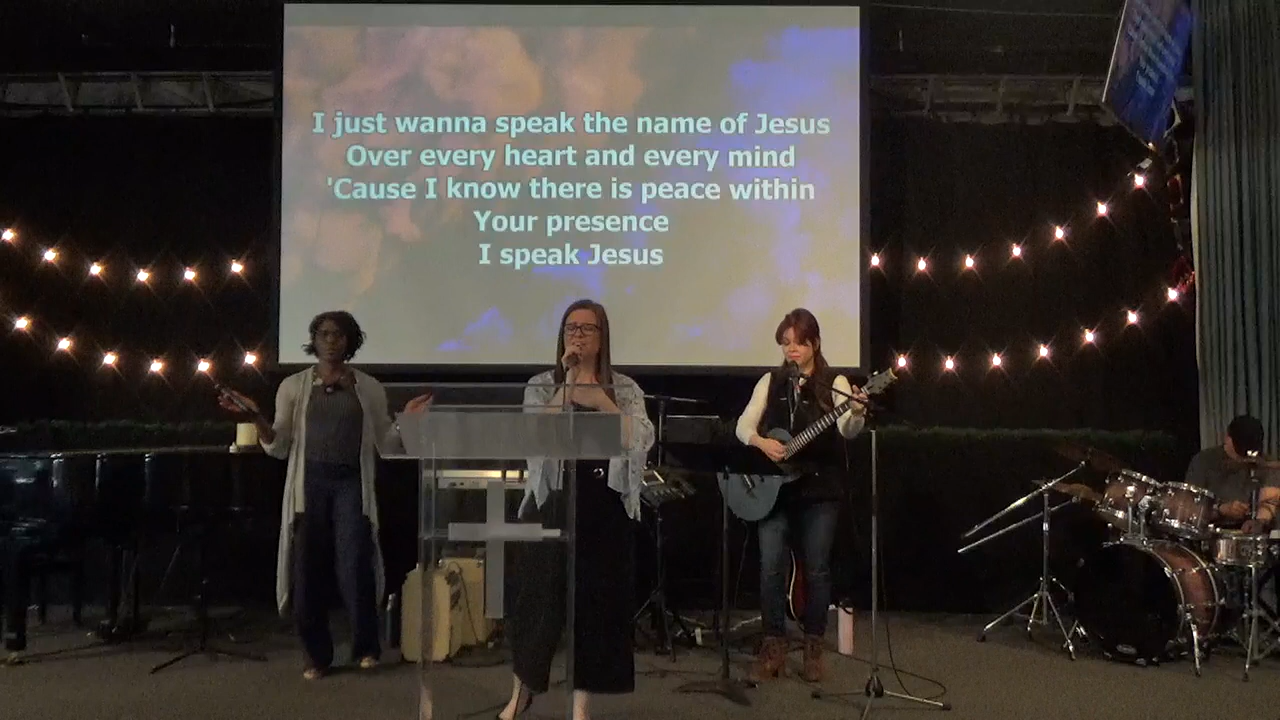 I just wanna speak the name of Jesus
Over every heart and every mind
'Cause I know there is peace within
Your presence
I speak Jesus